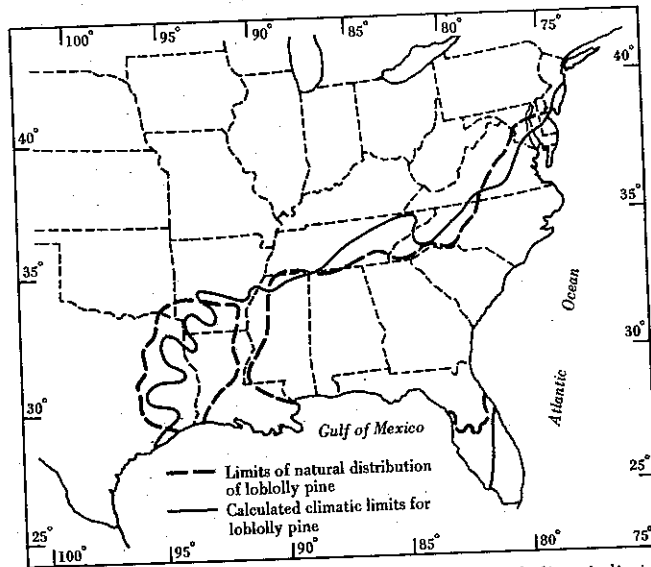 100° 95° 90° 85° 80° 75°
40°
40°
35°
35°
30°
Ocean
Atlantic
30°
Gulf of Mexico
Limits of natural distribution
of loblolly pine
25°
Calculated climatic limits for
loblolly pine
25°
100° 95° 90° 85° 80° 75°